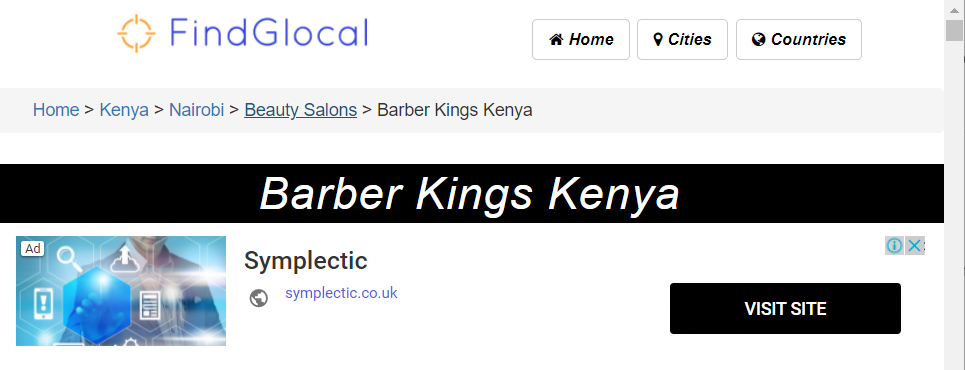 FindGlocal
Home Cities Countries
Home > Kenya > Nairobi > Beauty Salons > Barber Kings Kenya
Barber Kings Kenya
Ad
Symplectic
symplectic.co.uk
VISIT SITE